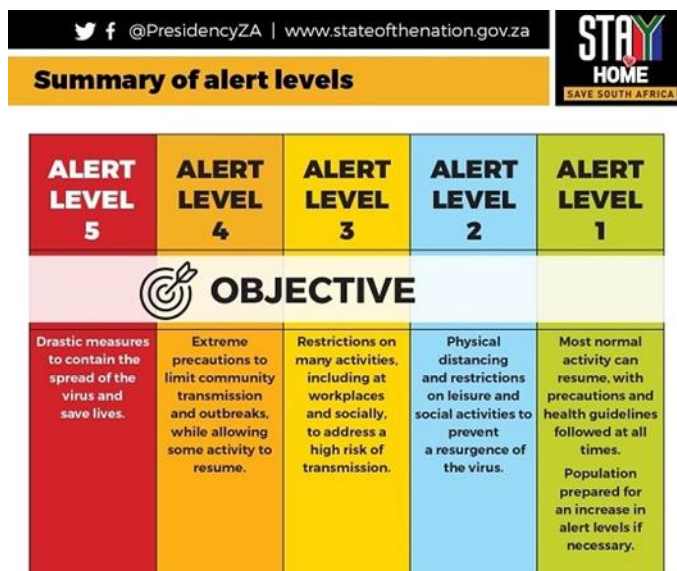 @PresidencyZA | www.stateofthenation.gov.za
STAY
HOME
SAVE SOUTH AFRICA
Summary of alert levels
ALERT
LEVEL
5
ALERT
LEVEL
4
ALERT
LEVEL
3
ALERT
LEVEL
2
ALERT
LEVEL
1
OBJECTIVE
Drastic measures
to contain the
spread of the
virus and
save lives.
Extreme
precautions to
limit community
transmission
and outbreaks,
while allowing
some activity to
resume.
Restrictions on
many activities,
including at
workplaces
and socially,
to address a
high risk of
transmission.
Physical
distancing
and restrictions
on leisure and
social activities to
prevent
a resurgence of
the virus.
Most normal
activity can
resume, with
precautions and
health guidelines
followed at all
times.
Population
prepared for
an increase in
alert levels if
necessary.